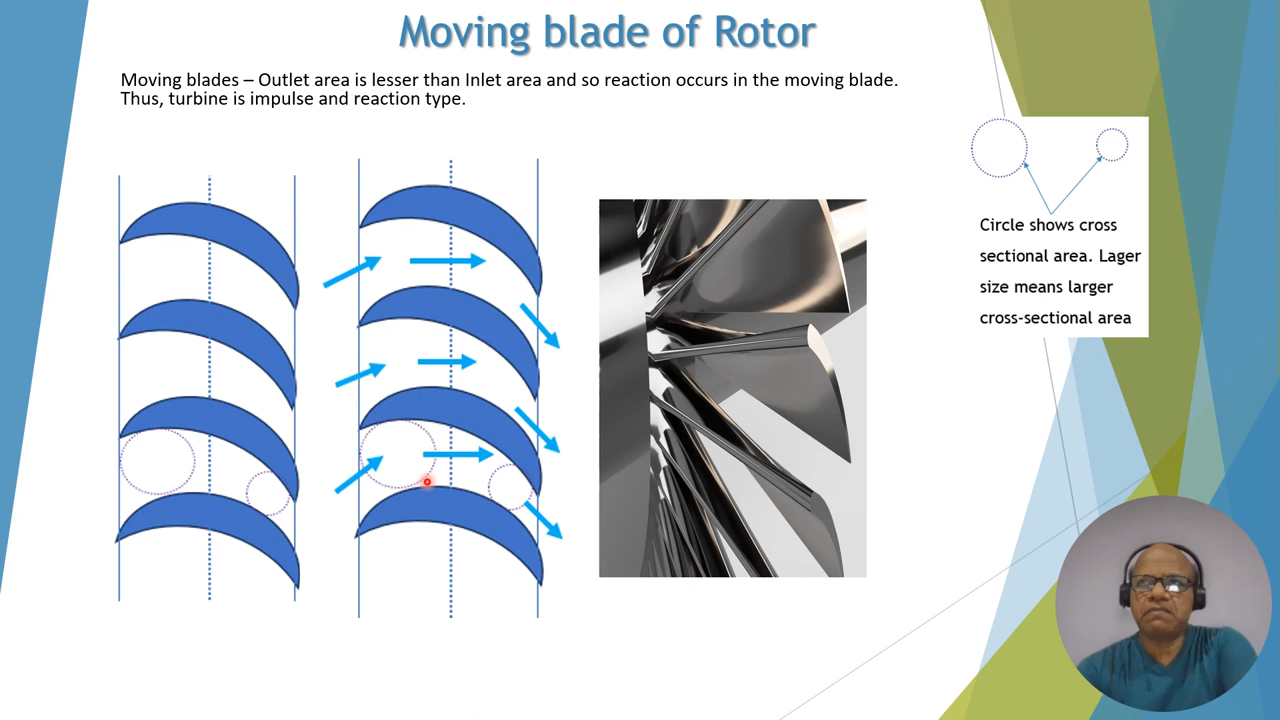 Moving blade of Rotor
Moving blades – Outlet area is lesser than Inlet area and so reaction occurs in the moving blade.
Thus, turbine is impulse and reaction type.
Circle shows cross
sectional area. Lager
size means larger
cross-sectional area